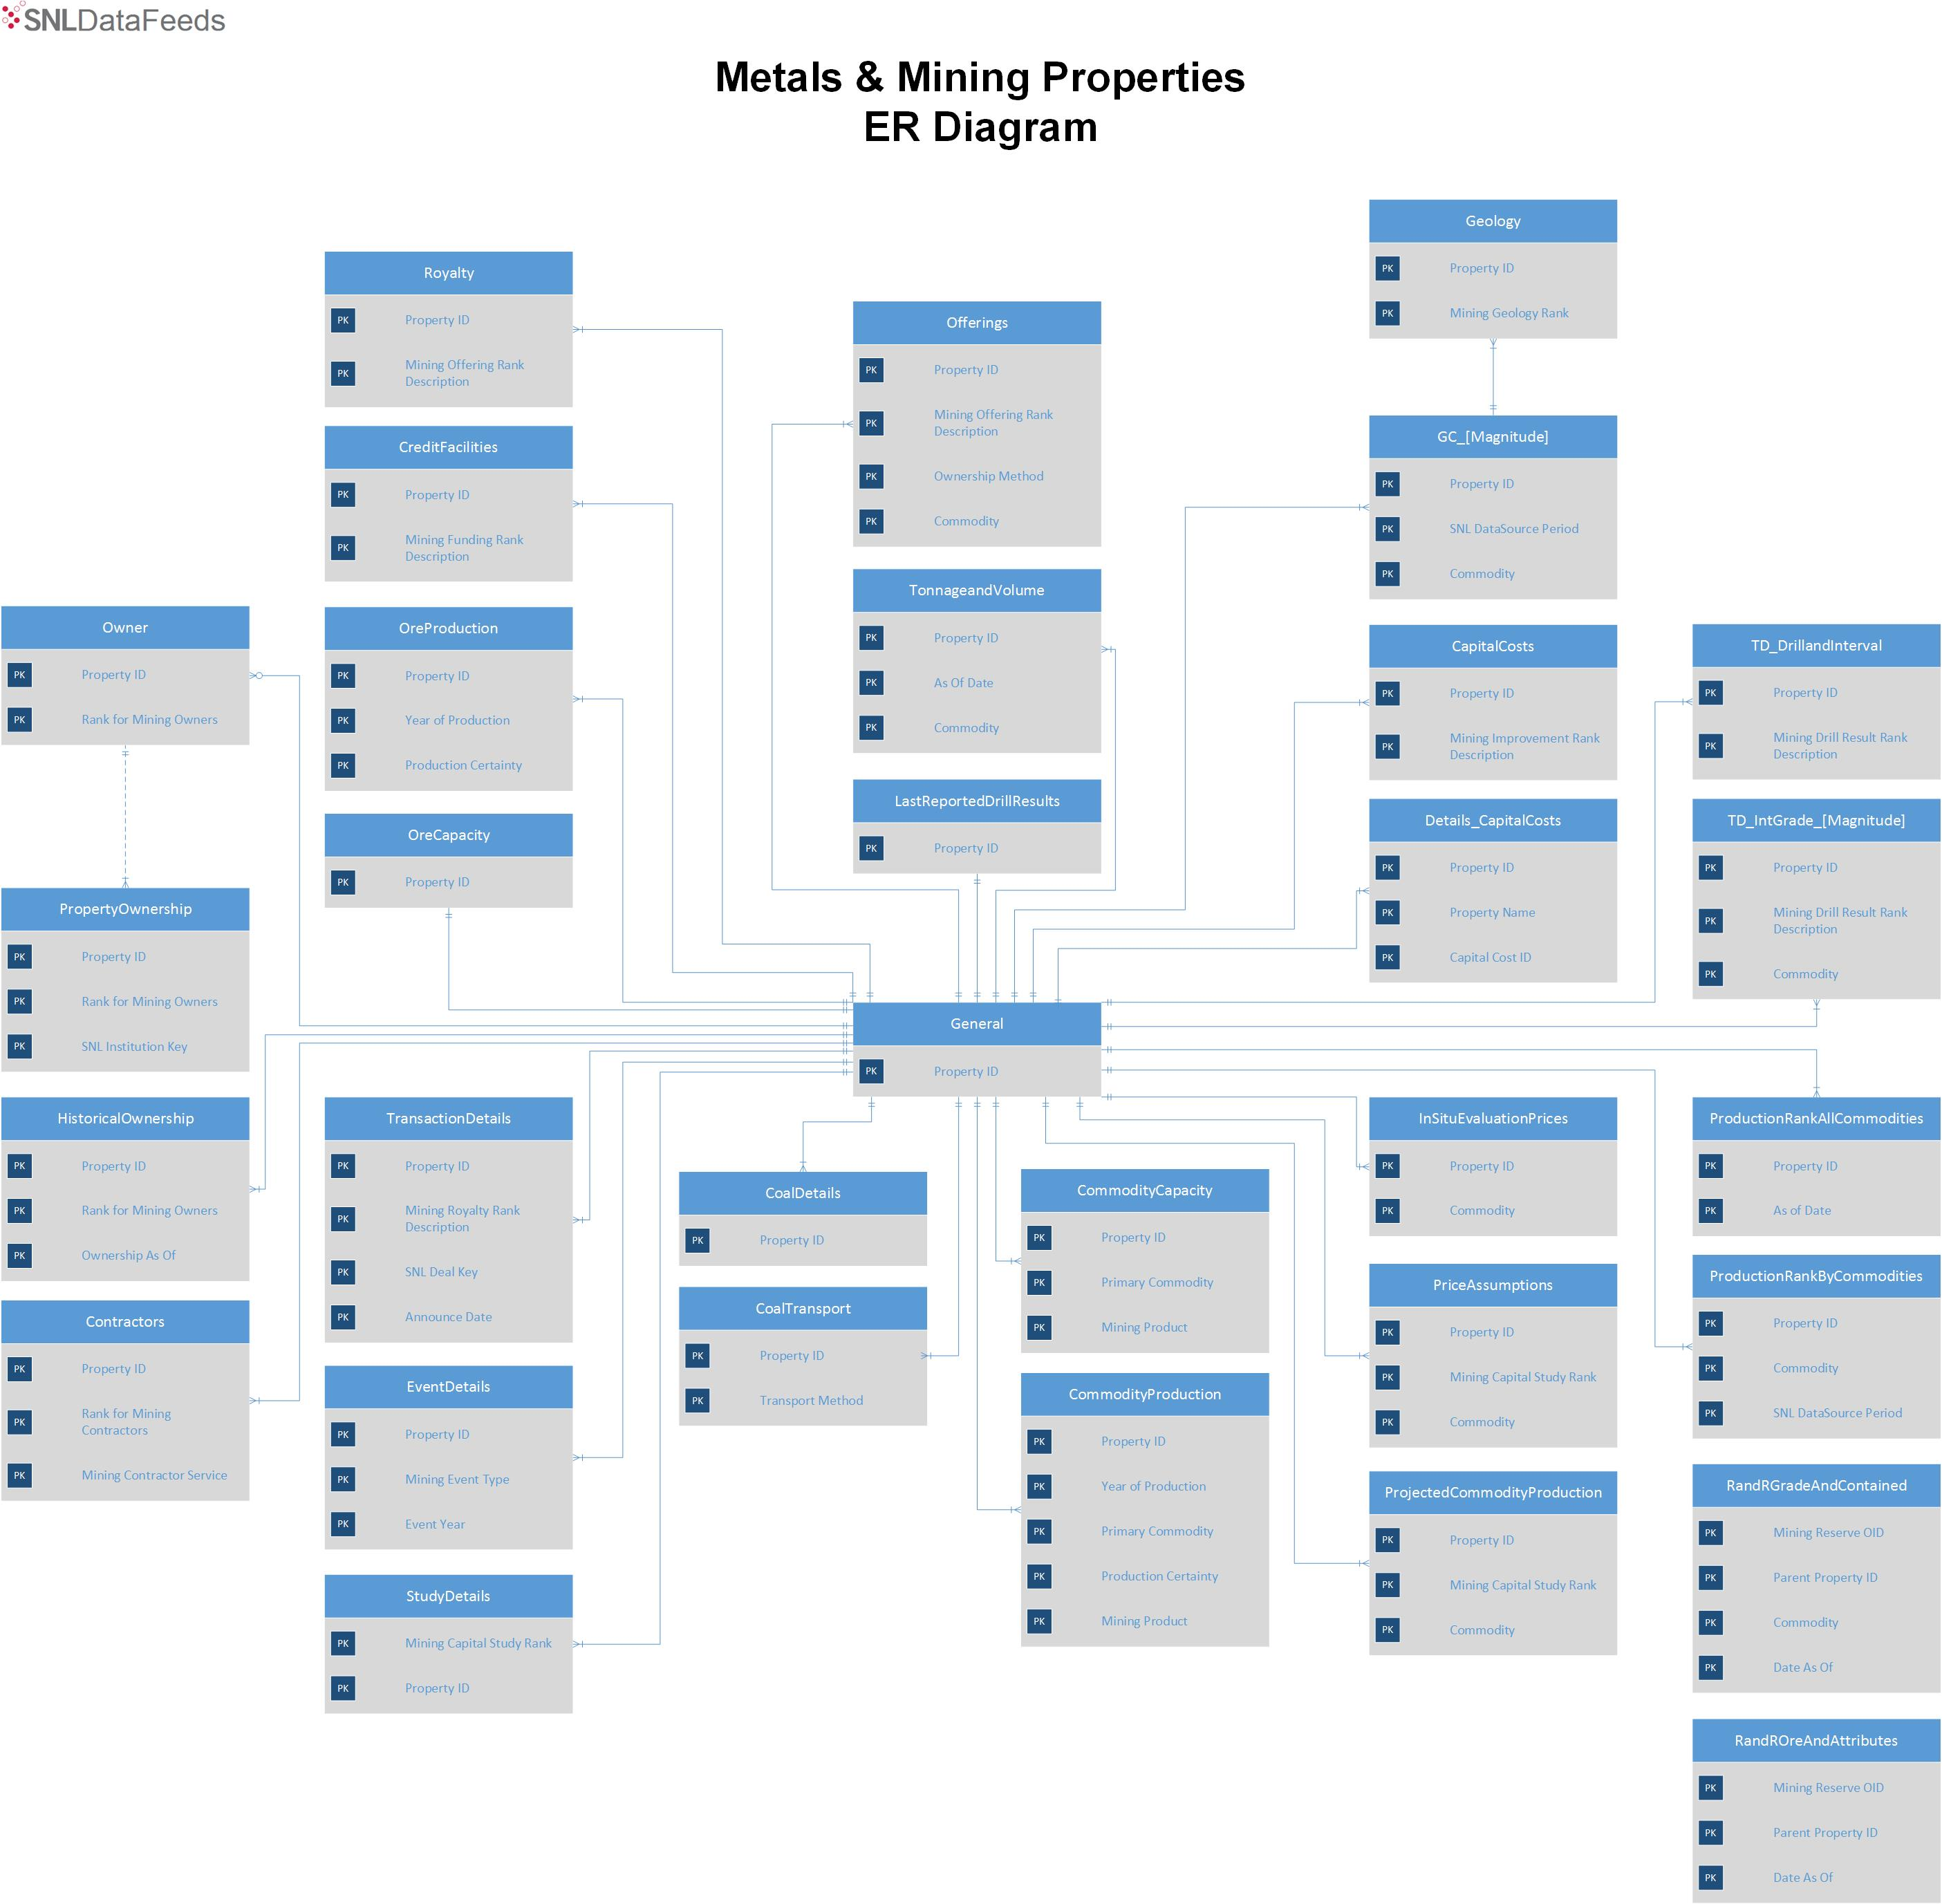 SNLDataFeeds
Metals & Mining Properties
ER Diagram
Royalty
PK Property ID
PK Mining Offering Rank
Description
CreditFacilities
PK Property ID
PK Mining Funding Rank
Description
Owner
PK Property ID
PK Rank for Mining Owners
OreProduction
PK Property ID
PK Year of Production
PK Production Certainty
OreCapacity
PK Property ID
PropertyOwnership
PK Property ID
PK Rank for Mining Owners
PK SNL Institution Key
HistoricalOwnership
PK Property ID
PK Rank for Mining Owners
PK Ownership As Of
Contractors
PK Property ID
PK Rank for Mining
Contractors
PK Mining Contractor Service
TransactionDetails
PK Property ID
PK Mining Royalty Rank
Description
PK SNL Deal Key
PK Announce Date
EventDetails
PK Property ID
PK Mining Event Type
PK Event Year
StudyDetails
PK Mining Capital Study Rank
PK Property ID
Offerings
PK Property ID
PK Mining Offering Rank
Description
PK Ownership Method
PK Commodity
TonnageandVolume
PK Property ID
PK As Of Date
PK Commodity
LastReportedDrillResults
PK Property ID
General
PK Property ID
CoalDetails
PK Property ID
CoalTransport
PK Property ID
PK Transport Method
CommodityCapacity
PK Property ID
PK Primary Commodity
PK Mining Product
CommodityProduction
PK Property ID
PK Year of Production
PK Primary Commodity
PK Production Certainty
PK Mining Product
Geology
PK Property ID
PK Mining Geology Rank
GC_[Magnitude]
PK Property ID
PK SNL DataSource Period
PK Commodity
CapitalCosts
PK Property ID
PK Mining Improvement Rank
Description
Details_CapitalCosts
PK Property ID
PK Property Name
PK Capital Cost ID
InSituEvaluationPrices
PK Property ID
PK Commodity
PriceAssumptions
PK Property ID
PK Mining Capital Study Rank
PK Commodity
ProjectedCommodityProduction
PK Property ID
PK Mining Capital Study Rank
PK Commodity
TD_DrillandInterval
PK Property ID
PK Mining Drill Result Rank
Description
TD_IntGrade_[Magnitude]
PK Property ID
PK Mining Drill Result Rank
Description
PK Commodity
ProductionRankAllCommodities
PK Property ID
PK As of Date
ProductionRankByCommodities
PK Property ID
PK Commodity
PK SNL DataSource Period
RandRGradeAndContained
PK Mining Reserve OID
PK Parent Property ID
PK Commodity
PK Date As Of
RandROreAndAttributes
PK Mining Reserve OID
PK Parent Property ID
PK Date As Of